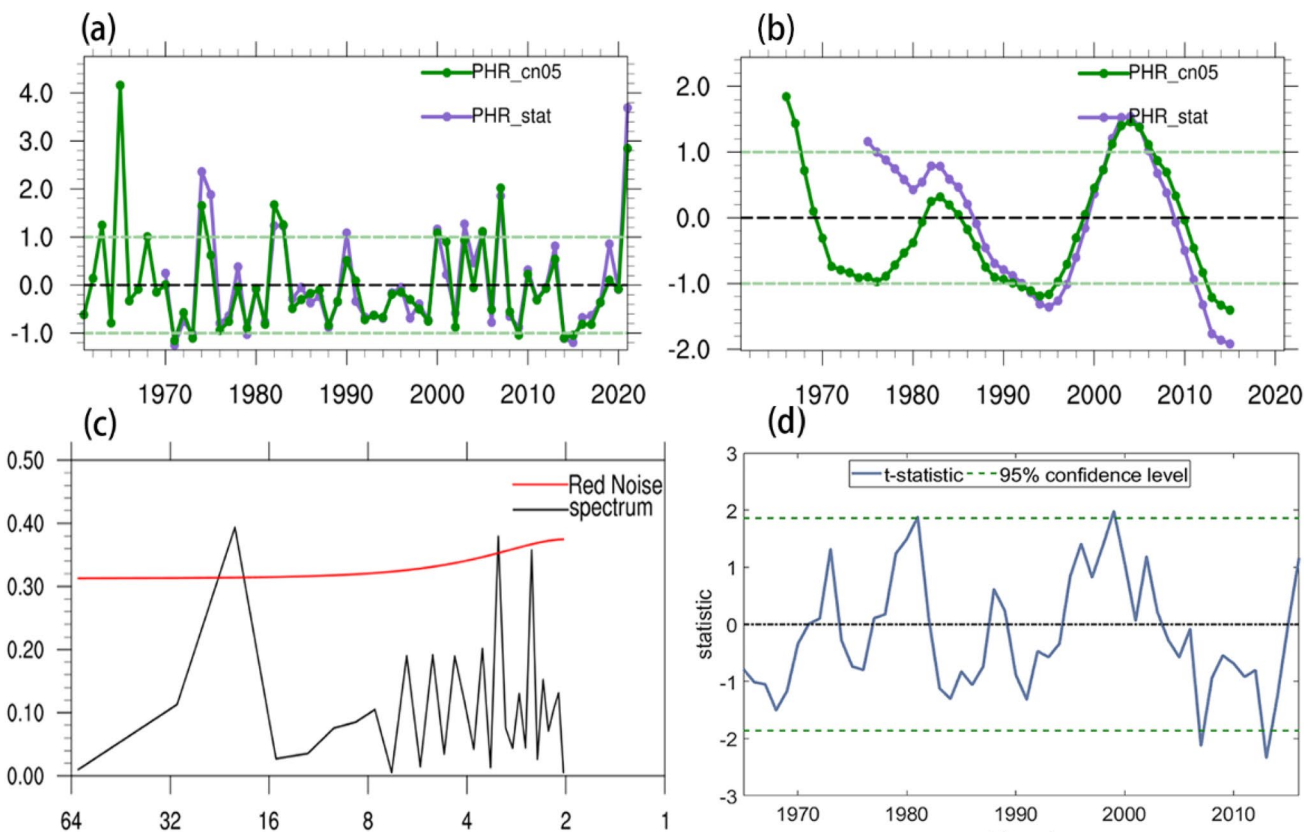 (a)
PHR_cn05
PHR_stat
4.0
3.0
2.0
1.0
0.0
-1.0
1970 1980 1990 2000 2010 2020
(b)
PHR_cn05
PHR_stat
2.0
1.0
0.0
-1.0
-2.0
1970 1980 1990 2000 2010 2020
(c)
Red Noise
spectrum
0.50
0.40
0.30
0.20
0.10
0.00
64 32 16 8 4 2 1
(d)
t-statistic 95% confidence level
statistic
3
2
1
0
-1
-2
-3
1970 1980 1990 2000 2010